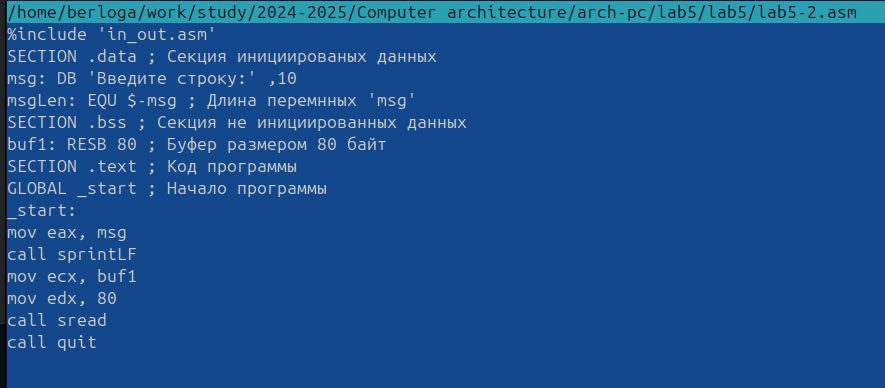 /home/berloga/work/study/2024-2025/Computer architecture/arch-pc/lab5/lab5/lab5-2.asm
%include 'in_out.asm'
SECTION .data ; Секция инициированых данных
msg: DB 'Введите строку:' ,10
msgLen: EQU $-msg ; Длина перемнных 'msg'
SECTION .bss ; Секция не инициированных данных
buf1: RESB 80 ; Буфер размером 80 байт
SECTION .text ; Код программы
GLOBAL _start ; Начало программы
_start:
mov eax, msg
call sprintLF
mov ecx, buf1
mov edx, 80
call sread
call quit